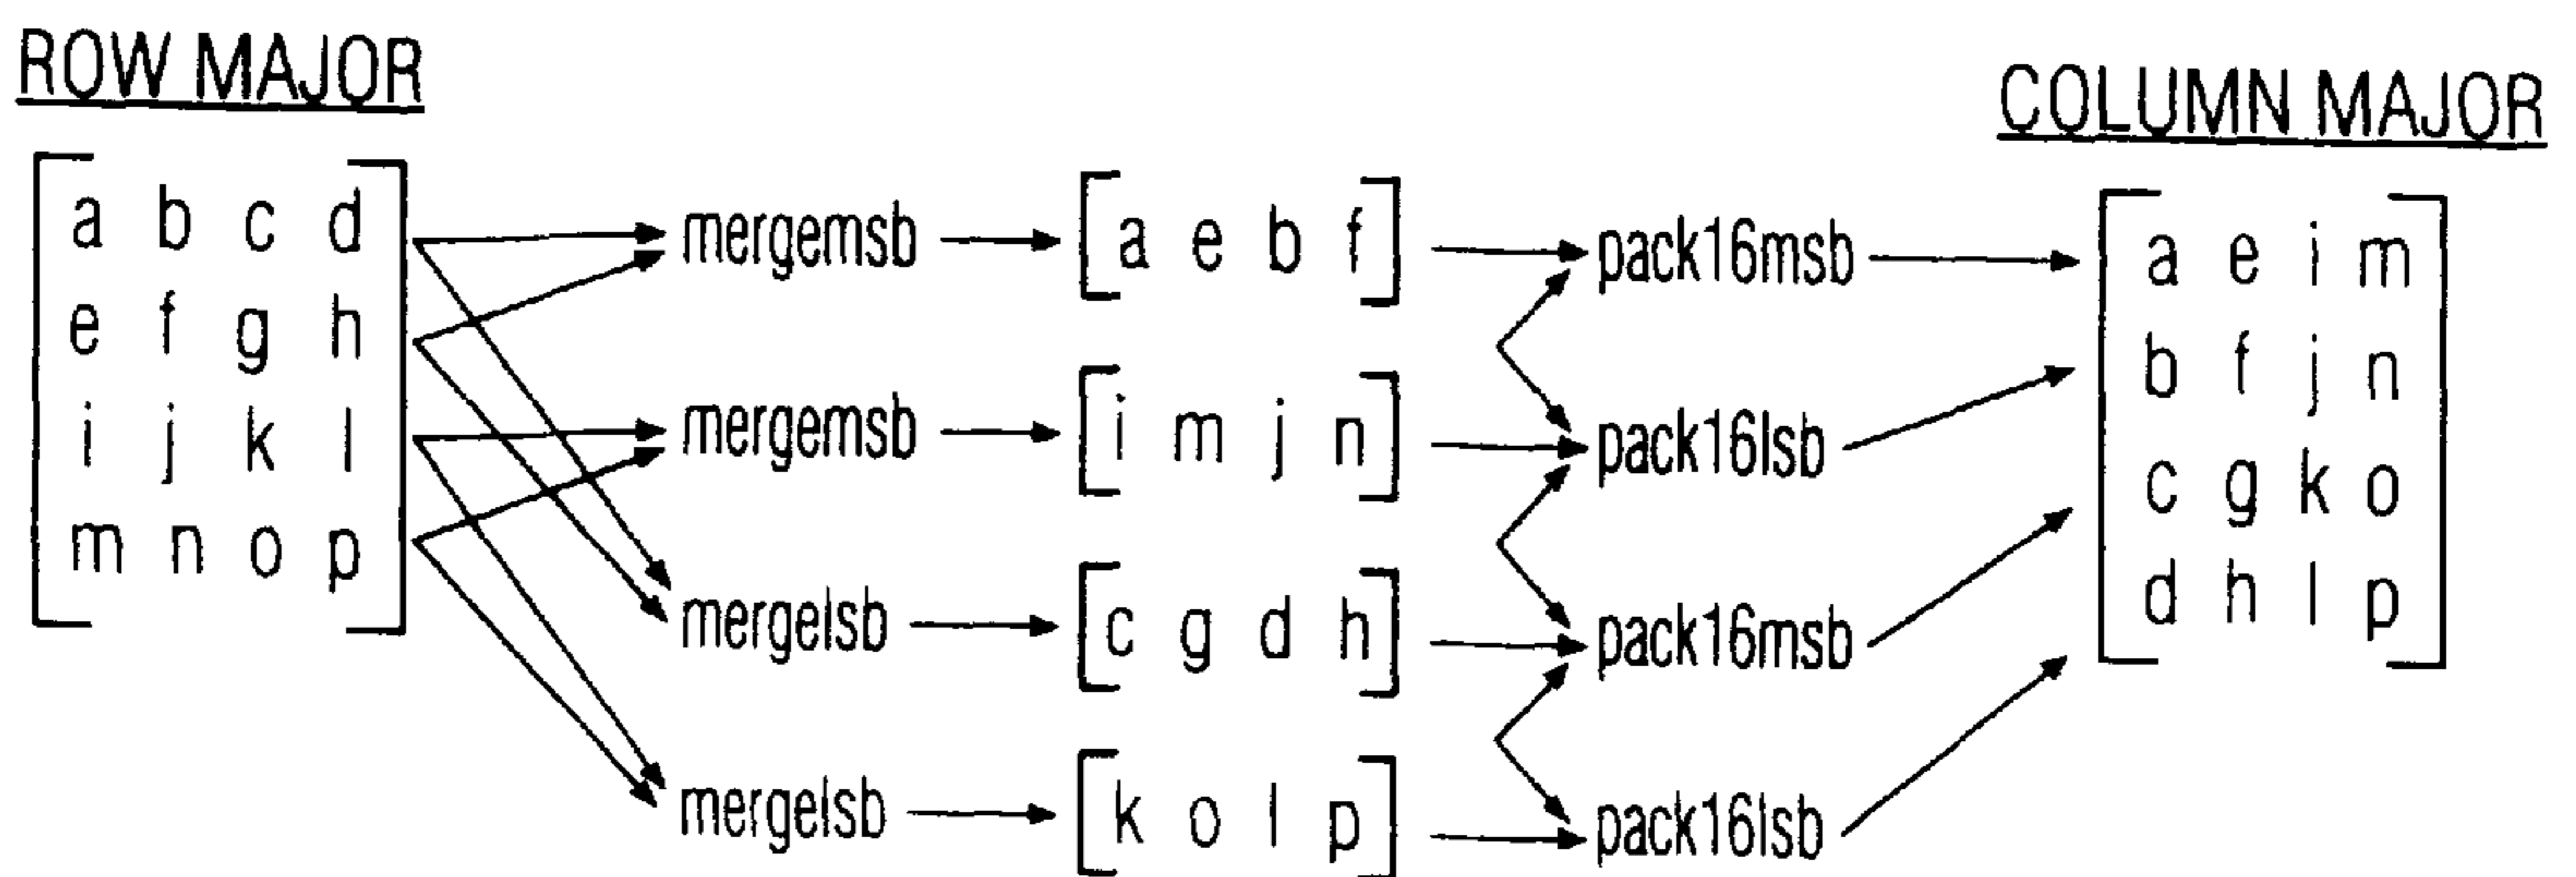 ROW MAJOR
COLUMN MAJOR
a b c d
e f g h
i j k l
m n o p
mergemsb
mergemsb
mergelsb
mergelsb
a e b f
i m j n
c g d h
k o l p
pack16msb
pack16lsb
pack16msb
pack16lsb
a e i m
b f j n
c g k o
d h l p